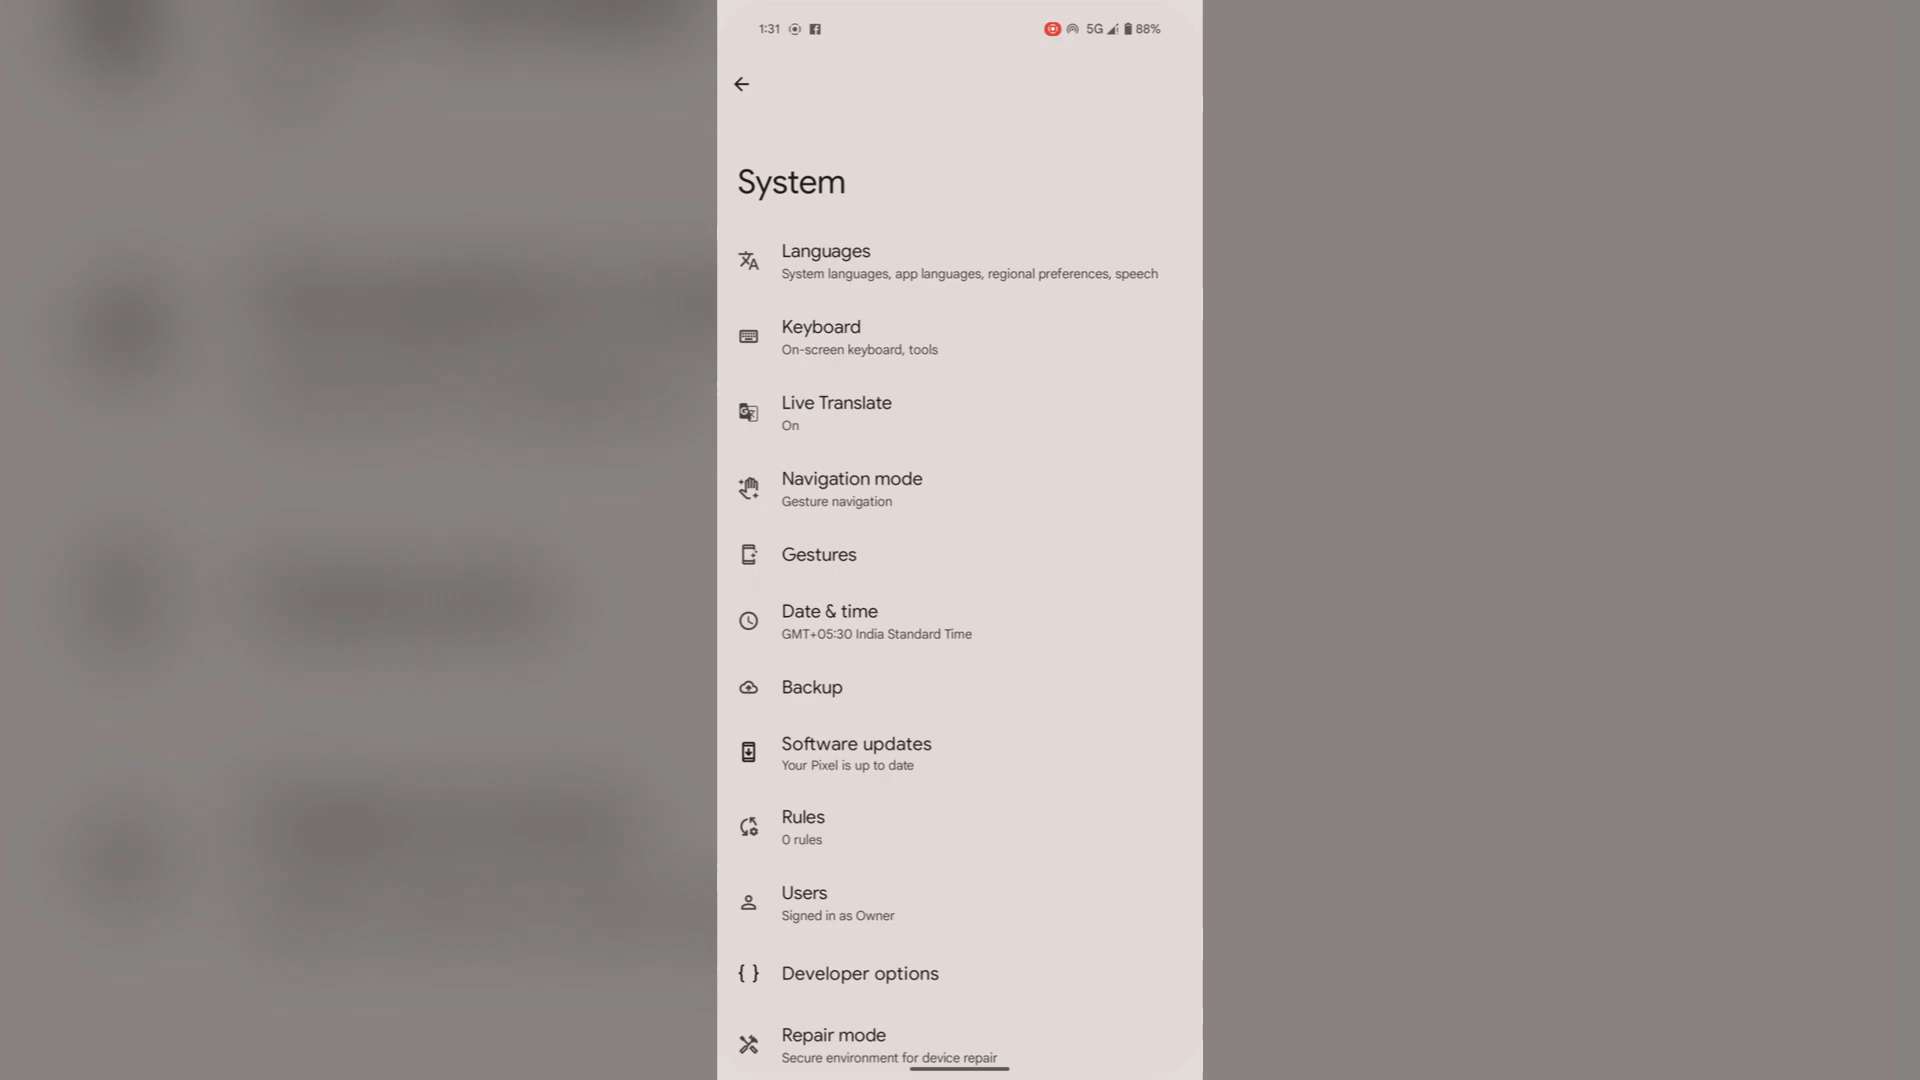 1:31 5G 88%
System
Languages
System languages, app languages, regional preferences, speech
Keyboard
On-screen keyboard, tools
Live Translate
On
Navigation mode
Gesture navigation
Gestures
Date & time
GMT+05:30 India Standard Time
Backup
Software updates
Your Pixel is up to date
Rules
0 rules
Users
Signed in as Owner
Developer options
Repair mode
Secure environment for device repair